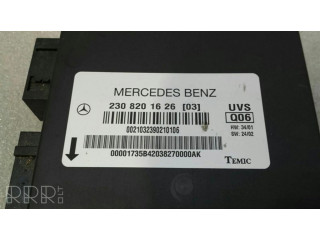 MERCEDES BENZ
230 820 16 26 [03]
UVS
Q06
0021032390210106
HW: 34/01
SW: 24/02
00001735B42038270000AK
TEMIC
RRR.LT